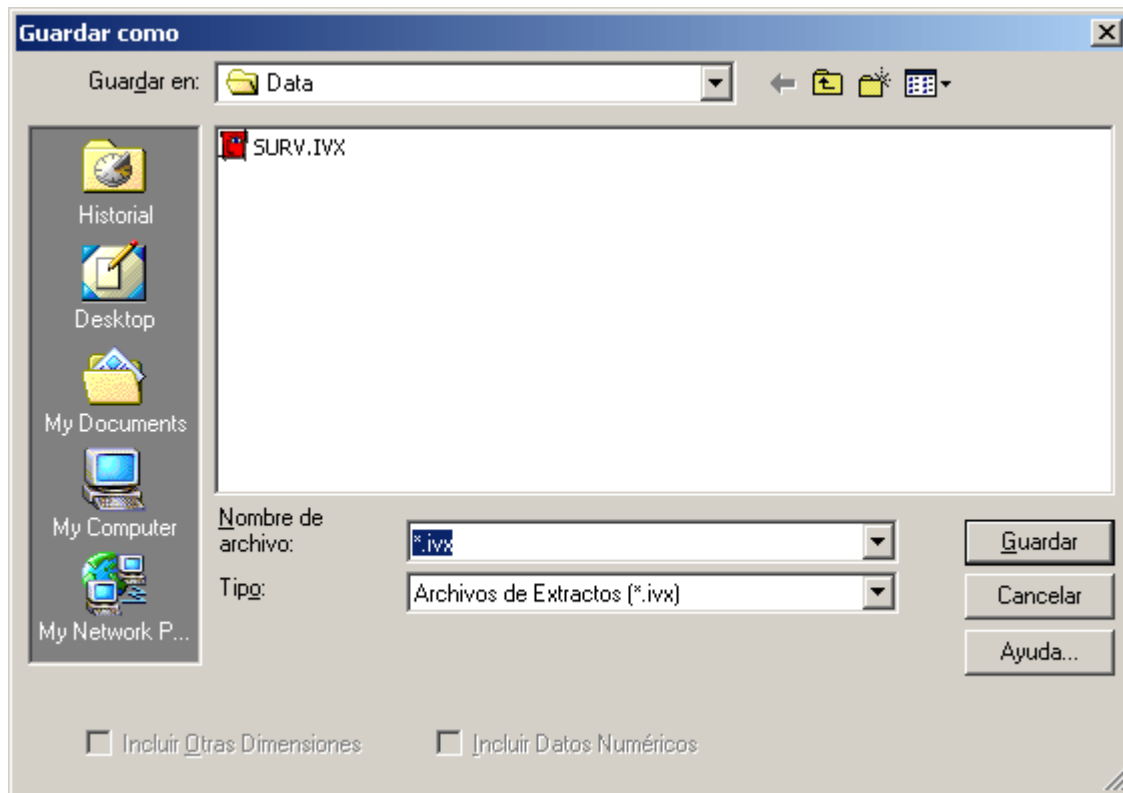 Guardar como
Guardar en:
Data
SURV.IVX
Historial
Desktop
My Documents
My Computer
My Network P...
Nombre de
archivo:
*.ivx
Guardar
Tipo:
Archivos de Extractos (*.ivx)
Cancelar
Ayuda...
Incluir Otras Dimensiones
Incluir Datos Numéricos